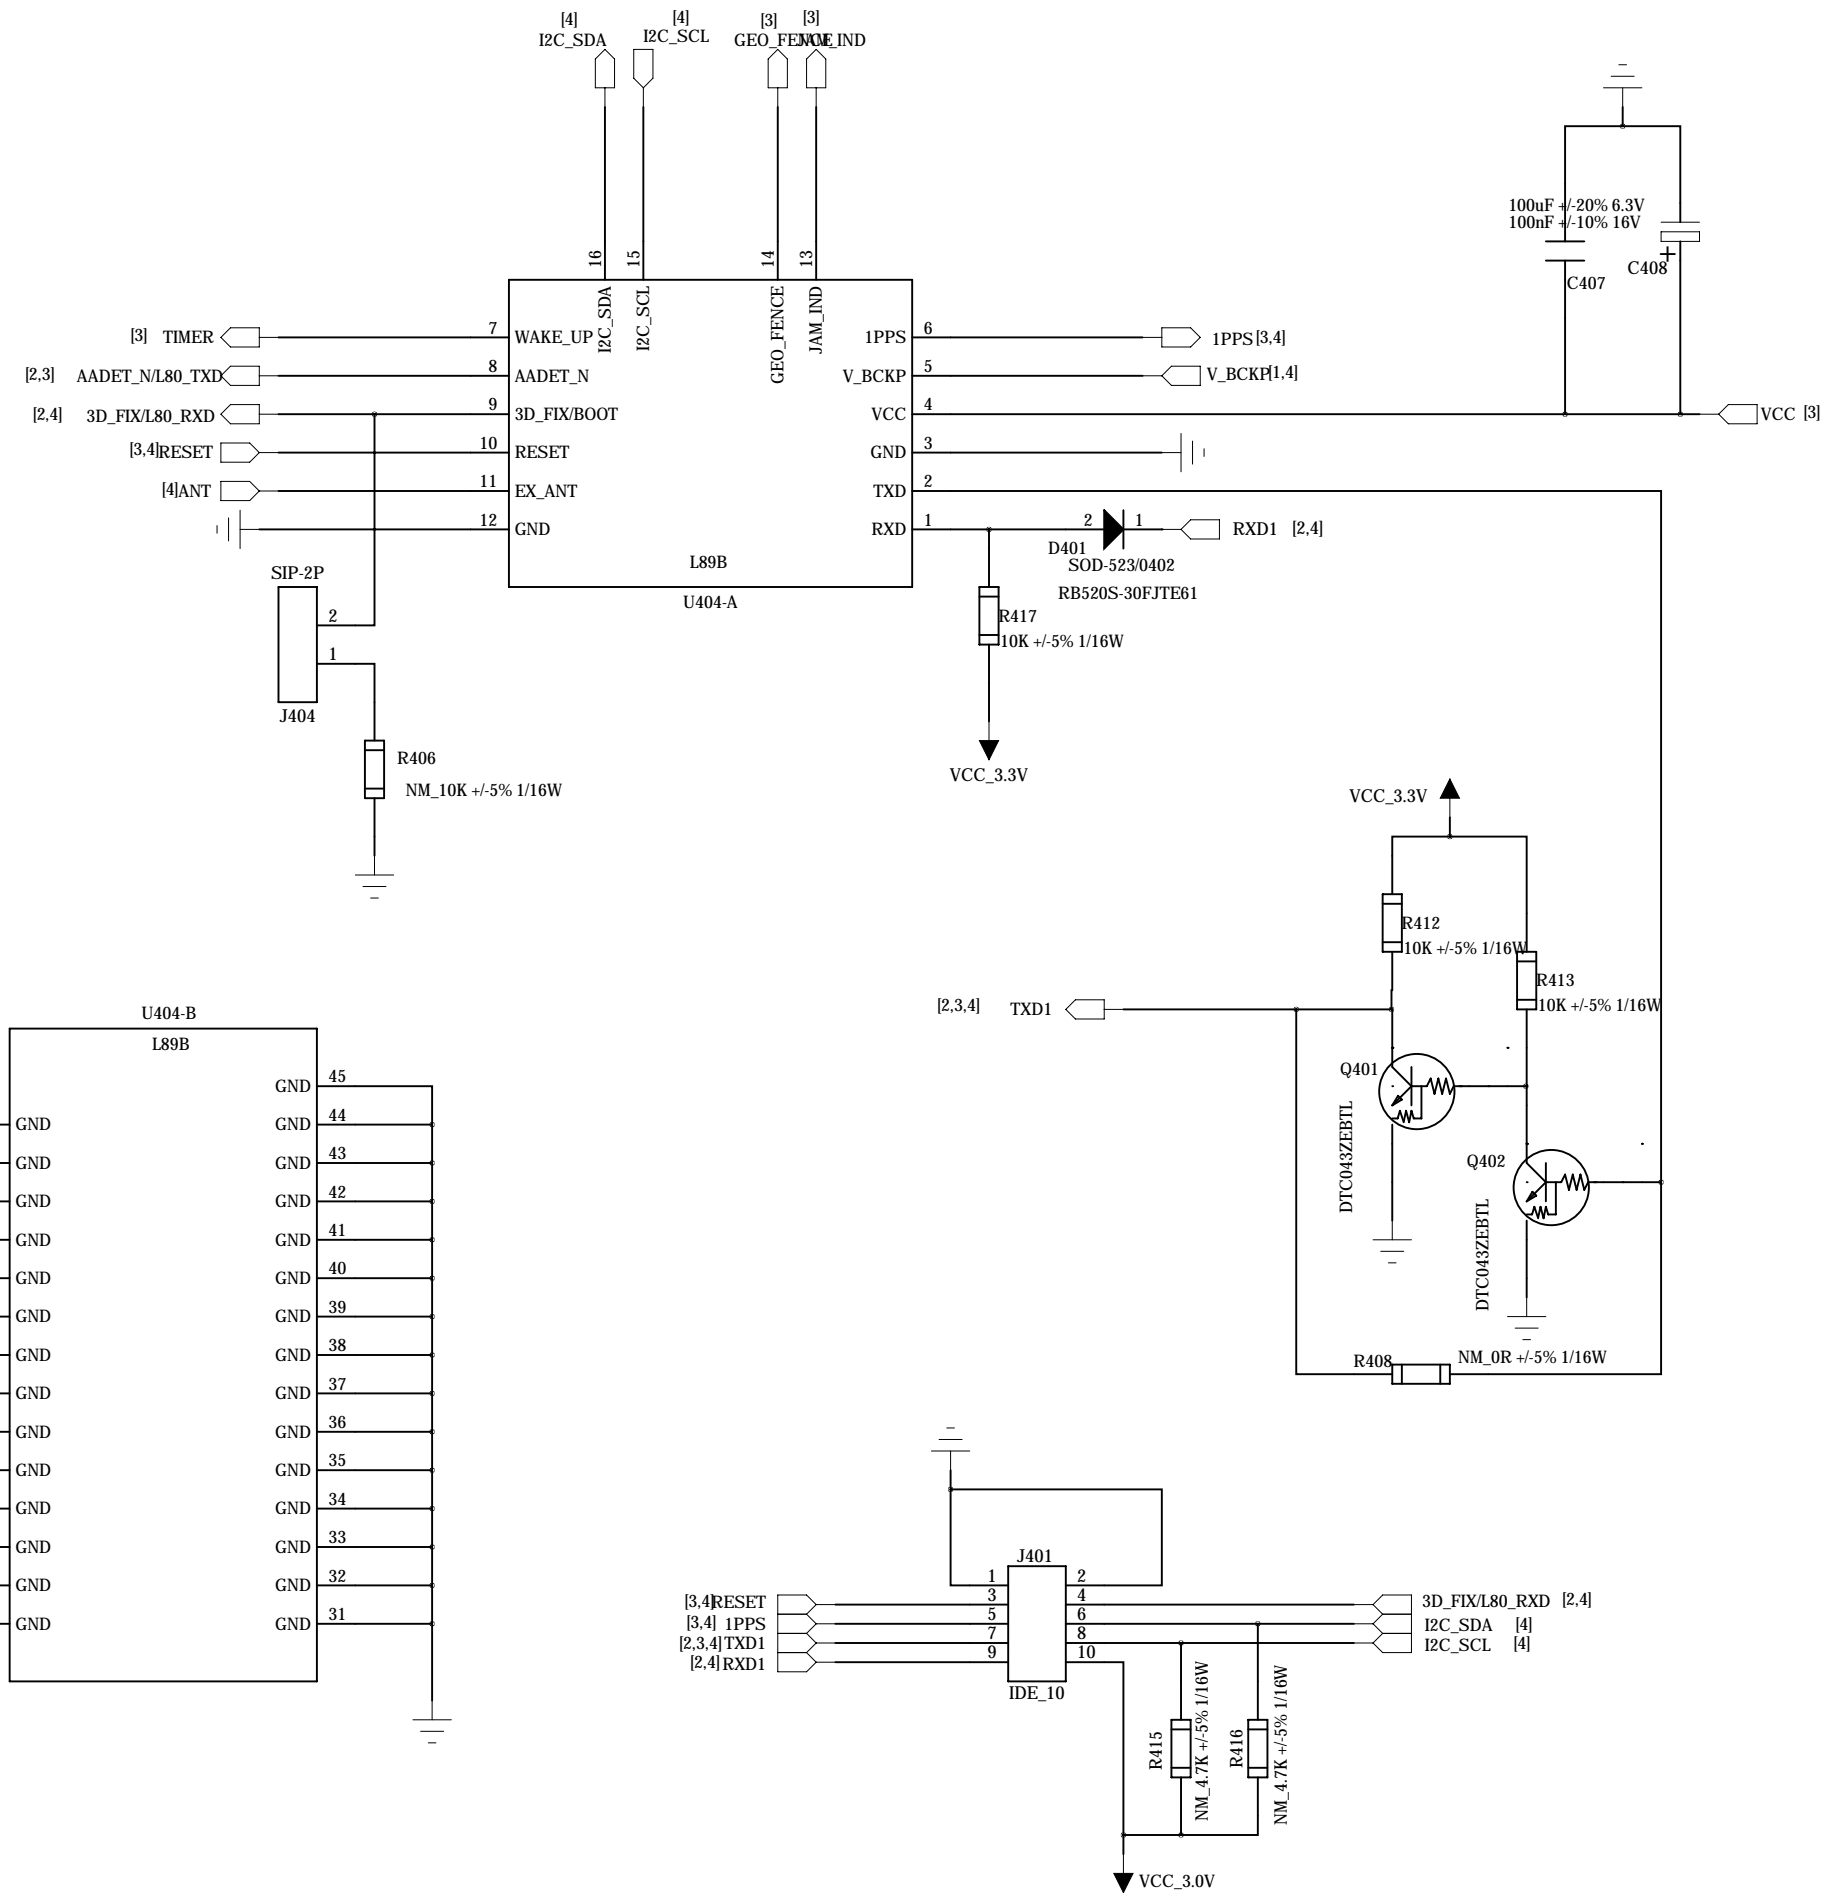 [4]
I2C_SDA
[4]
I2C_SCL
[3]
GEO_FENCE
[3]
JAM_IND
100uF +/-20% 6.3V
100nF +/-10% 16V
C408
+
C407
16
15
14
13
I2C_SDA
I2C_SCL
GEO_FENCE
JAM_IND
[3] TIMER
7
WAKE_UP
[2,3] AADET_N/L80_TXD
8
AADET_N
[2,4] 3D_FIX/L80_RXD
9
3D_FIX/BOOT
[3,4]RESET
10
RESET
[4]ANT
11
EX_ANT
12
GND
1PPS
6
1PPS[3,4]
V_BCKP
5
V_BCKP[1,4]
VCC
4
VCC [3]
GND
3
TXD
2
RXD
1
2
1
RXD1 [2,4]
D401
SOD-523/0402
RB520S-30FJTE61
L89B
U404-A
SIP-2P
2
1
J404
R417
10K +/-5% 1/16W
VCC_3.3V
R406
NM_10K +/-5% 1/16W
VCC_3.3V
R412
10K +/-5% 1/16W
R413
10K +/-5% 1/16W
[2,3,4] TXD1
Q401
DTC043ZEBTL
Q402
DTC043ZEBTL
R408
NM_0R +/-5% 1/16W
U404-B
L89B
GND 45
GND GND 44
GND GND 43
GND GND 42
GND GND 41
GND GND 40
GND GND 39
GND GND 38
GND GND 37
GND GND 36
GND GND 35
GND GND 34
GND GND 33
GND GND 32
GND GND 31
J401
1 2
[3,4]RESET 3 4 3D_FIX/L80_RXD [2,4]
[3,4] 1PPS 5 6 I2C_SDA [4]
[2,3,4]TXD1 7 8 I2C_SCL [4]
[2,4]RXD1 9 10
IDE_10
R415
NM_4.7K +/-5% 1/16W
R416
NM_4.7K +/-5% 1/16W
VCC_3.0V